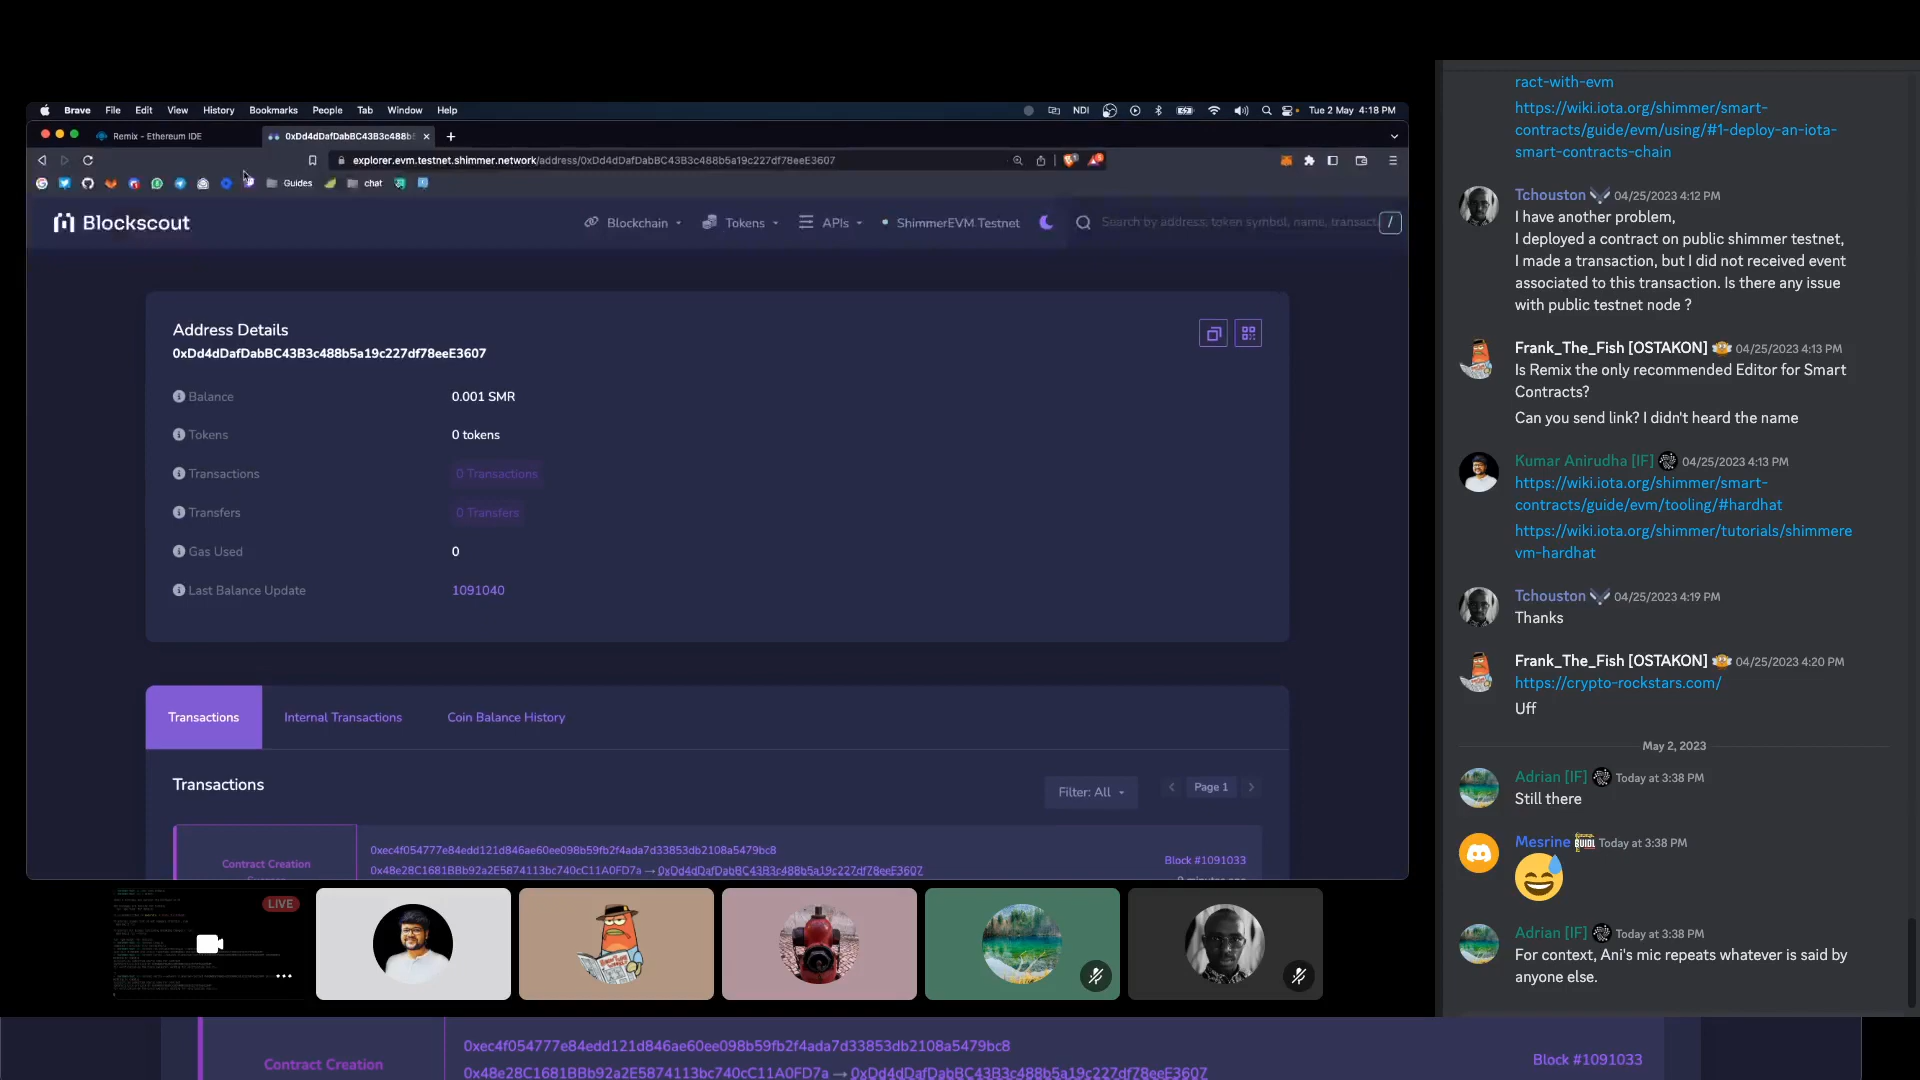 Brave File Edit View History Bookmarks People Tab Window Help
NDI
Tue 2 May 4:18 PM
Remix - Ethereum IDE
0xDd4dDafDabBC43B3c488b5
explorer.evm.testnet.shimmer.network/address/0xDd4dDafDabBC43B3c488b5a19c227df78eeE3607
Guides
chat
Blockscout
Blockchain
Tokens
APIs
ShimmerEVM Testnet
Search by address, token symbol, name, transact
/
Address Details
0xDd4dDafDabBC43B3c488b5a19c227df78eeE3607
Balance 0.001 SMR
Tokens 0 tokens
Transactions 0 Transactions
Transfers 0 Transfers
Gas Used 0
Last Balance Update 1091040
Transactions
Internal Transactions
Coin Balance History
Transactions
Filter: All
Page 1
Contract Creation
0xec4f054777e84edd121d846ae60ee098b59fb2f4ada7d33853db2108a5479bc8
0x48e28C1681BBb92a2E5874113bc740cC11A0FD7a → 0xDd4dDafDabBC43B3c488b5a19c227df78eeE3607
Block #1091033
LIVE
Contract Creation
0xec4f054777e84edd121d846ae60ee098b59fb2f4ada7d33853db2108a5479bc8
0x48e28C1681BBb92a2E5874113bc740cC11A0FD7a → 0xDd4dDafDabBC43B3c488b5a19c227df78eeE3607
Block #1091033
ract-with-evm
https://wiki.iota.org/shimmer/smart-
contracts/guide/evm/using/#1-deploy-an-iota-
smart-contracts-chain
Tchouston 04/25/2023 4:12 PM
I have another problem,
I deployed a contract on public shimmer testnet,
I made a transaction, but I did not received event
associated to this transaction. Is there any issue
with public testnet node ?
Frank_The_Fish [OSTAKON] 04/25/2023 4:13 PM
Is Remix the only recommended Editor for Smart
Contracts?
Can you send link? I didn't heard the name
Kumar Anirudha [IF] 04/25/2023 4:13 PM
https://wiki.iota.org/shimmer/smart-
contracts/guide/evm/tooling/#hardhat
https://wiki.iota.org/shimmer/tutorials/shimmere
vm-hardhat
Tchouston 04/25/2023 4:19 PM
Thanks
Frank_The_Fish [OSTAKON] 04/25/2023 4:20 PM
https://crypto-rockstars.com/
Uff
May 2, 2023
Adrian [IF] Today at 3:38 PM
Still there
Mesrine BUIDL Today at 3:38 PM
Adrian [IF] Today at 3:38 PM
For context, Ani's mic repeats whatever is said by
anyone else.